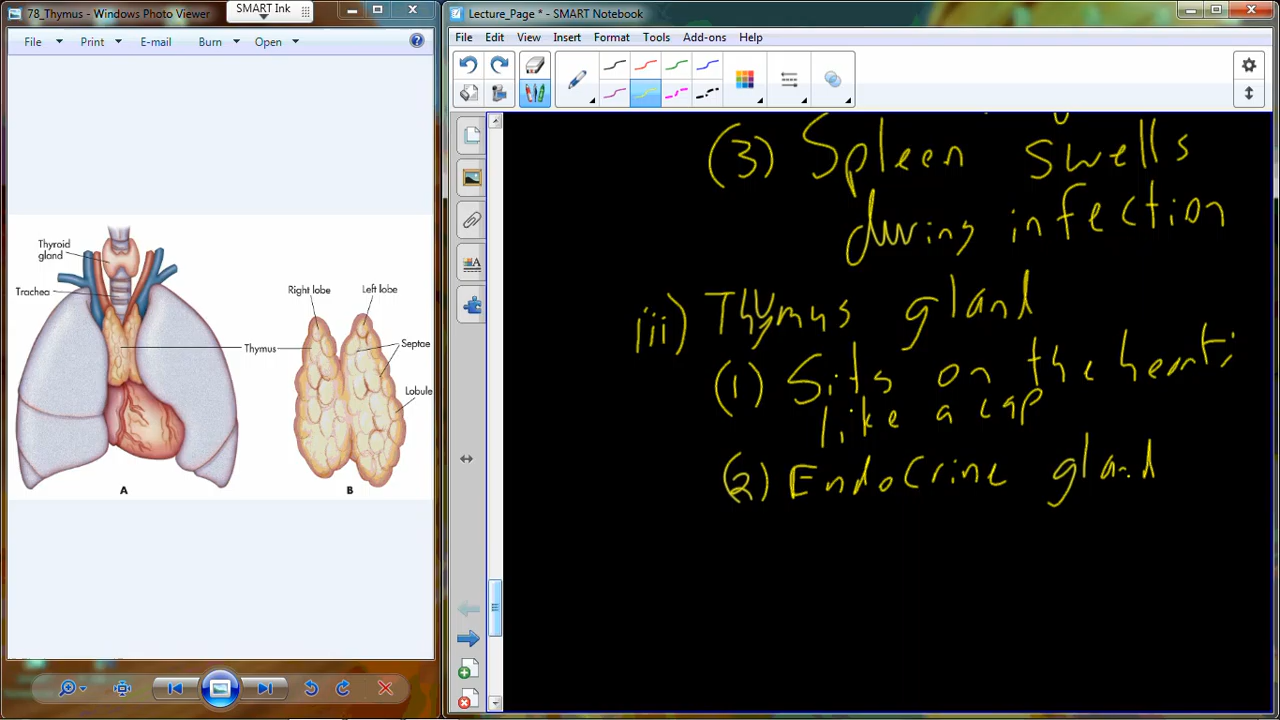 78_Thymus - Windows Photo Viewer
SMART Ink
File Print E-mail Burn Open
Thyroid
gland
Trachea
Right lobe
Left lobe
Thymus
Septae
Lobule
A
B
Lecture_Page * - SMART Notebook
File Edit View Insert Format Tools Add-ons Help
(3) Spleen swells
during infection
iii) Thymus gland
(1) Sits on the heart;
like a cap
(2) Endocrine gland